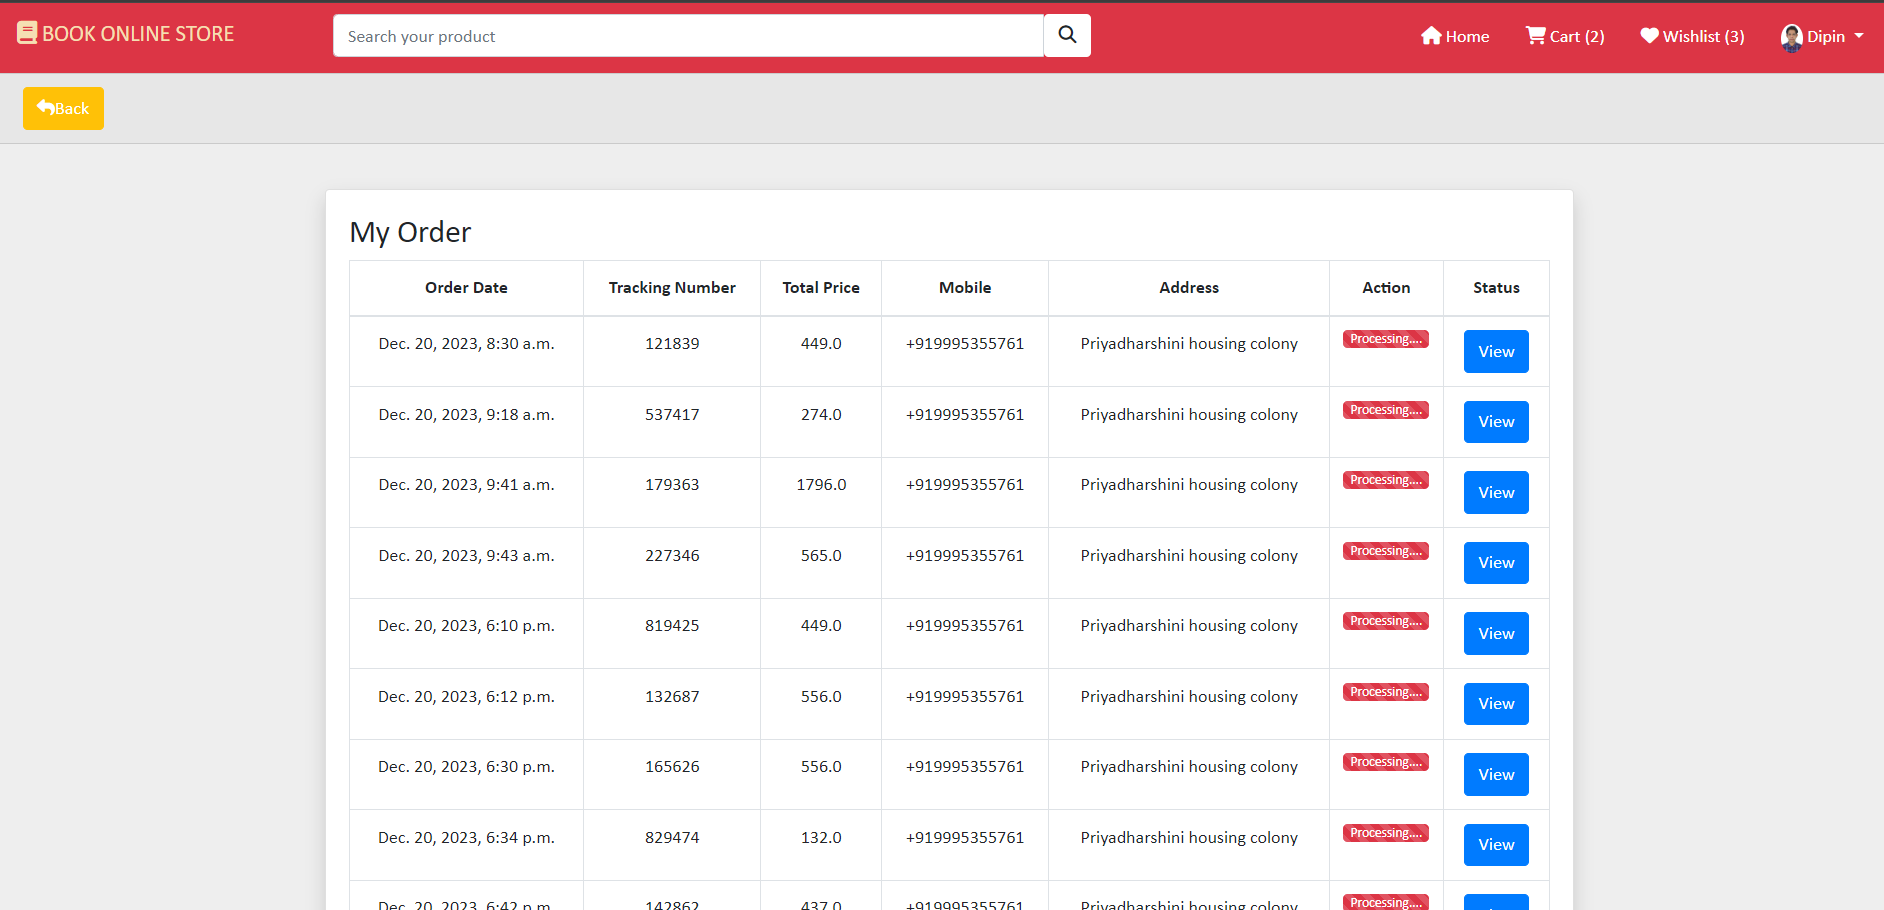 BOOK ONLINE STORE
Search your product
Home
Cart (2)
Wishlist (3)
Dipin
Back
My Order
Order Date Tracking Number Total Price Mobile Address Action Status
Dec. 20, 2023, 8:30 a.m. 121839 449.0 +919995355761 Priyadharshini housing colony Processing.... View
Dec. 20, 2023, 9:18 a.m. 537417 274.0 +919995355761 Priyadharshini housing colony Processing.... View
Dec. 20, 2023, 9:41 a.m. 179363 1796.0 +919995355761 Priyadharshini housing colony Processing.... View
Dec. 20, 2023, 9:43 a.m. 227346 565.0 +919995355761 Priyadharshini housing colony Processing.... View
Dec. 20, 2023, 6:10 p.m. 819425 449.0 +919995355761 Priyadharshini housing colony Processing.... View
Dec. 20, 2023, 6:12 p.m. 132687 556.0 +919995355761 Priyadharshini housing colony Processing.... View
Dec. 20, 2023, 6:30 p.m. 165626 556.0 +919995355761 Priyadharshini housing colony Processing.... View
Dec. 20, 2023, 6:34 p.m. 829474 132.0 +919995355761 Priyadharshini housing colony Processing.... View
Dec. 20, 2023, 6:42 p.m. 142862 437.0 +919995355761 Priyadharshini housing colony Processing....